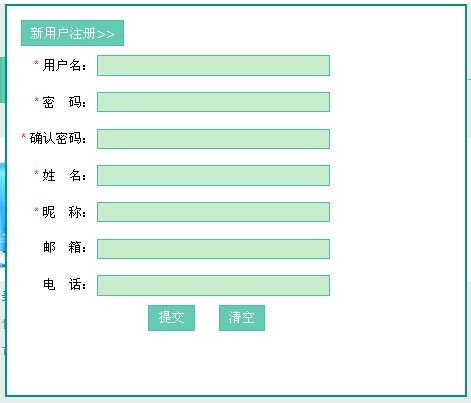 新用户注册>>
* 用户名：
* 密 码：
* 确认密码：
* 姓 名：
* 昵 称：
邮 箱：
电 话：
提交 清空